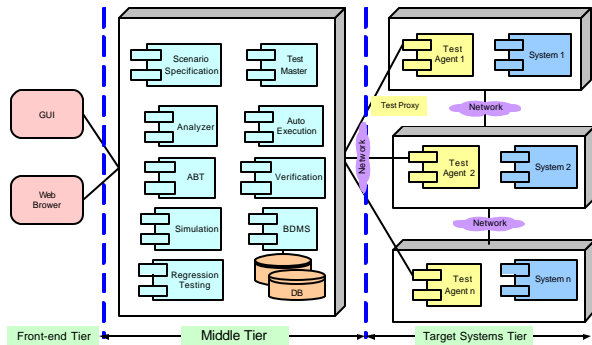 GUI
Web
Brower
Scenario
Specification
Test
Master
Analyzer
Auto
Execution
ABT
Verification
Simulation
BDMS
Regression
Testing
DB
Test Proxy
Network
Test
Agent 1
System 1
Network
Test
Agent 2
System 2
Network
Test
Agent n
System n
Front-end Tier
Middle Tier
Target Systems Tier